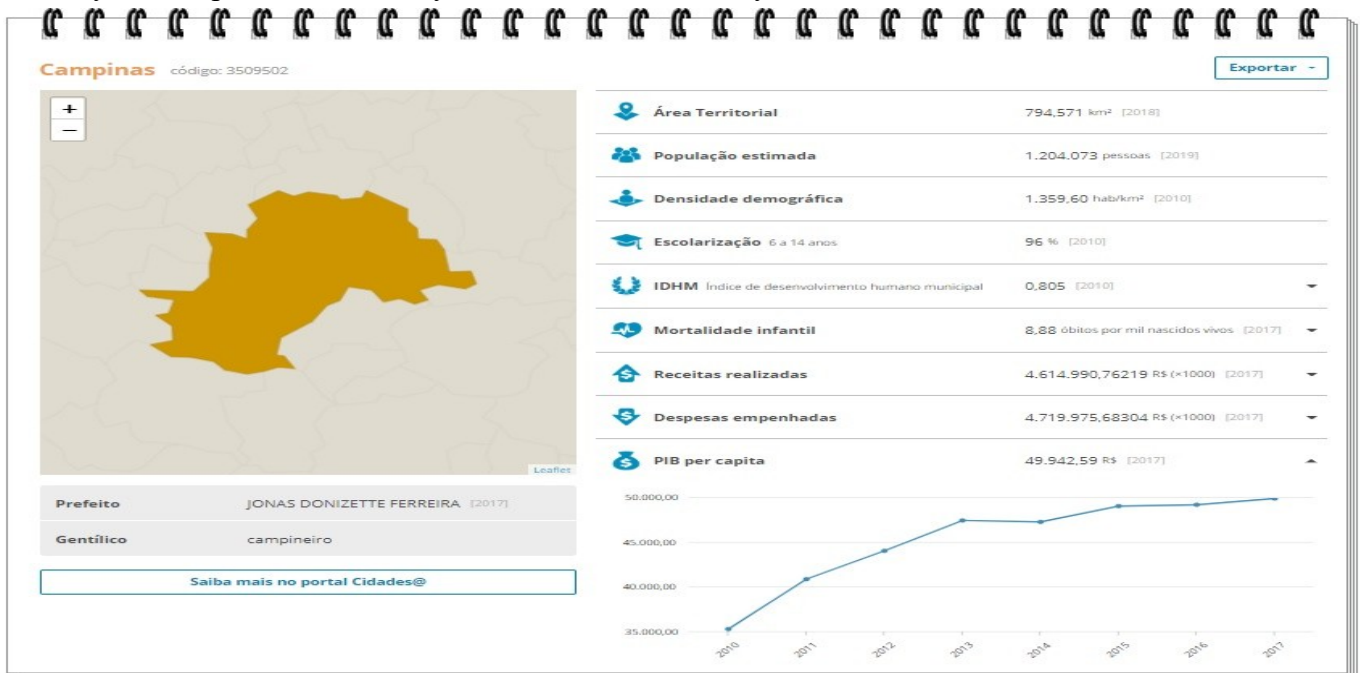 Campinas código: 3509502
Exportar
+
−
Leaflet
Prefeito JONAS DONIZETTE FERREIRA [2017]
Gentílico campineiro
Saiba mais no portal Cidades@
Área Territorial 794,571 km² [2018]
População estimada 1.204.073 pessoas [2019]
Densidade demográfica 1.359,60 hab/km² [2010]
Escolarização 6 a 14 anos 96 % [2010]
IDHM Índice de desenvolvimento humano municipal 0,805 [2010]
Mortalidade infantil 8,88 óbitos por mil nascidos vivos [2017]
Receitas realizadas 4.614.990,76219 R$ (×1000) [2017]
Despesas empenhadas 4.719.975,68304 R$ (×1000) [2017]
PIB per capita 49.942,59 R$ [2017]
50.000,00
45.000,00
40.000,00
35.000,00
2010 2011 2012 2013 2014 2015 2016 2017